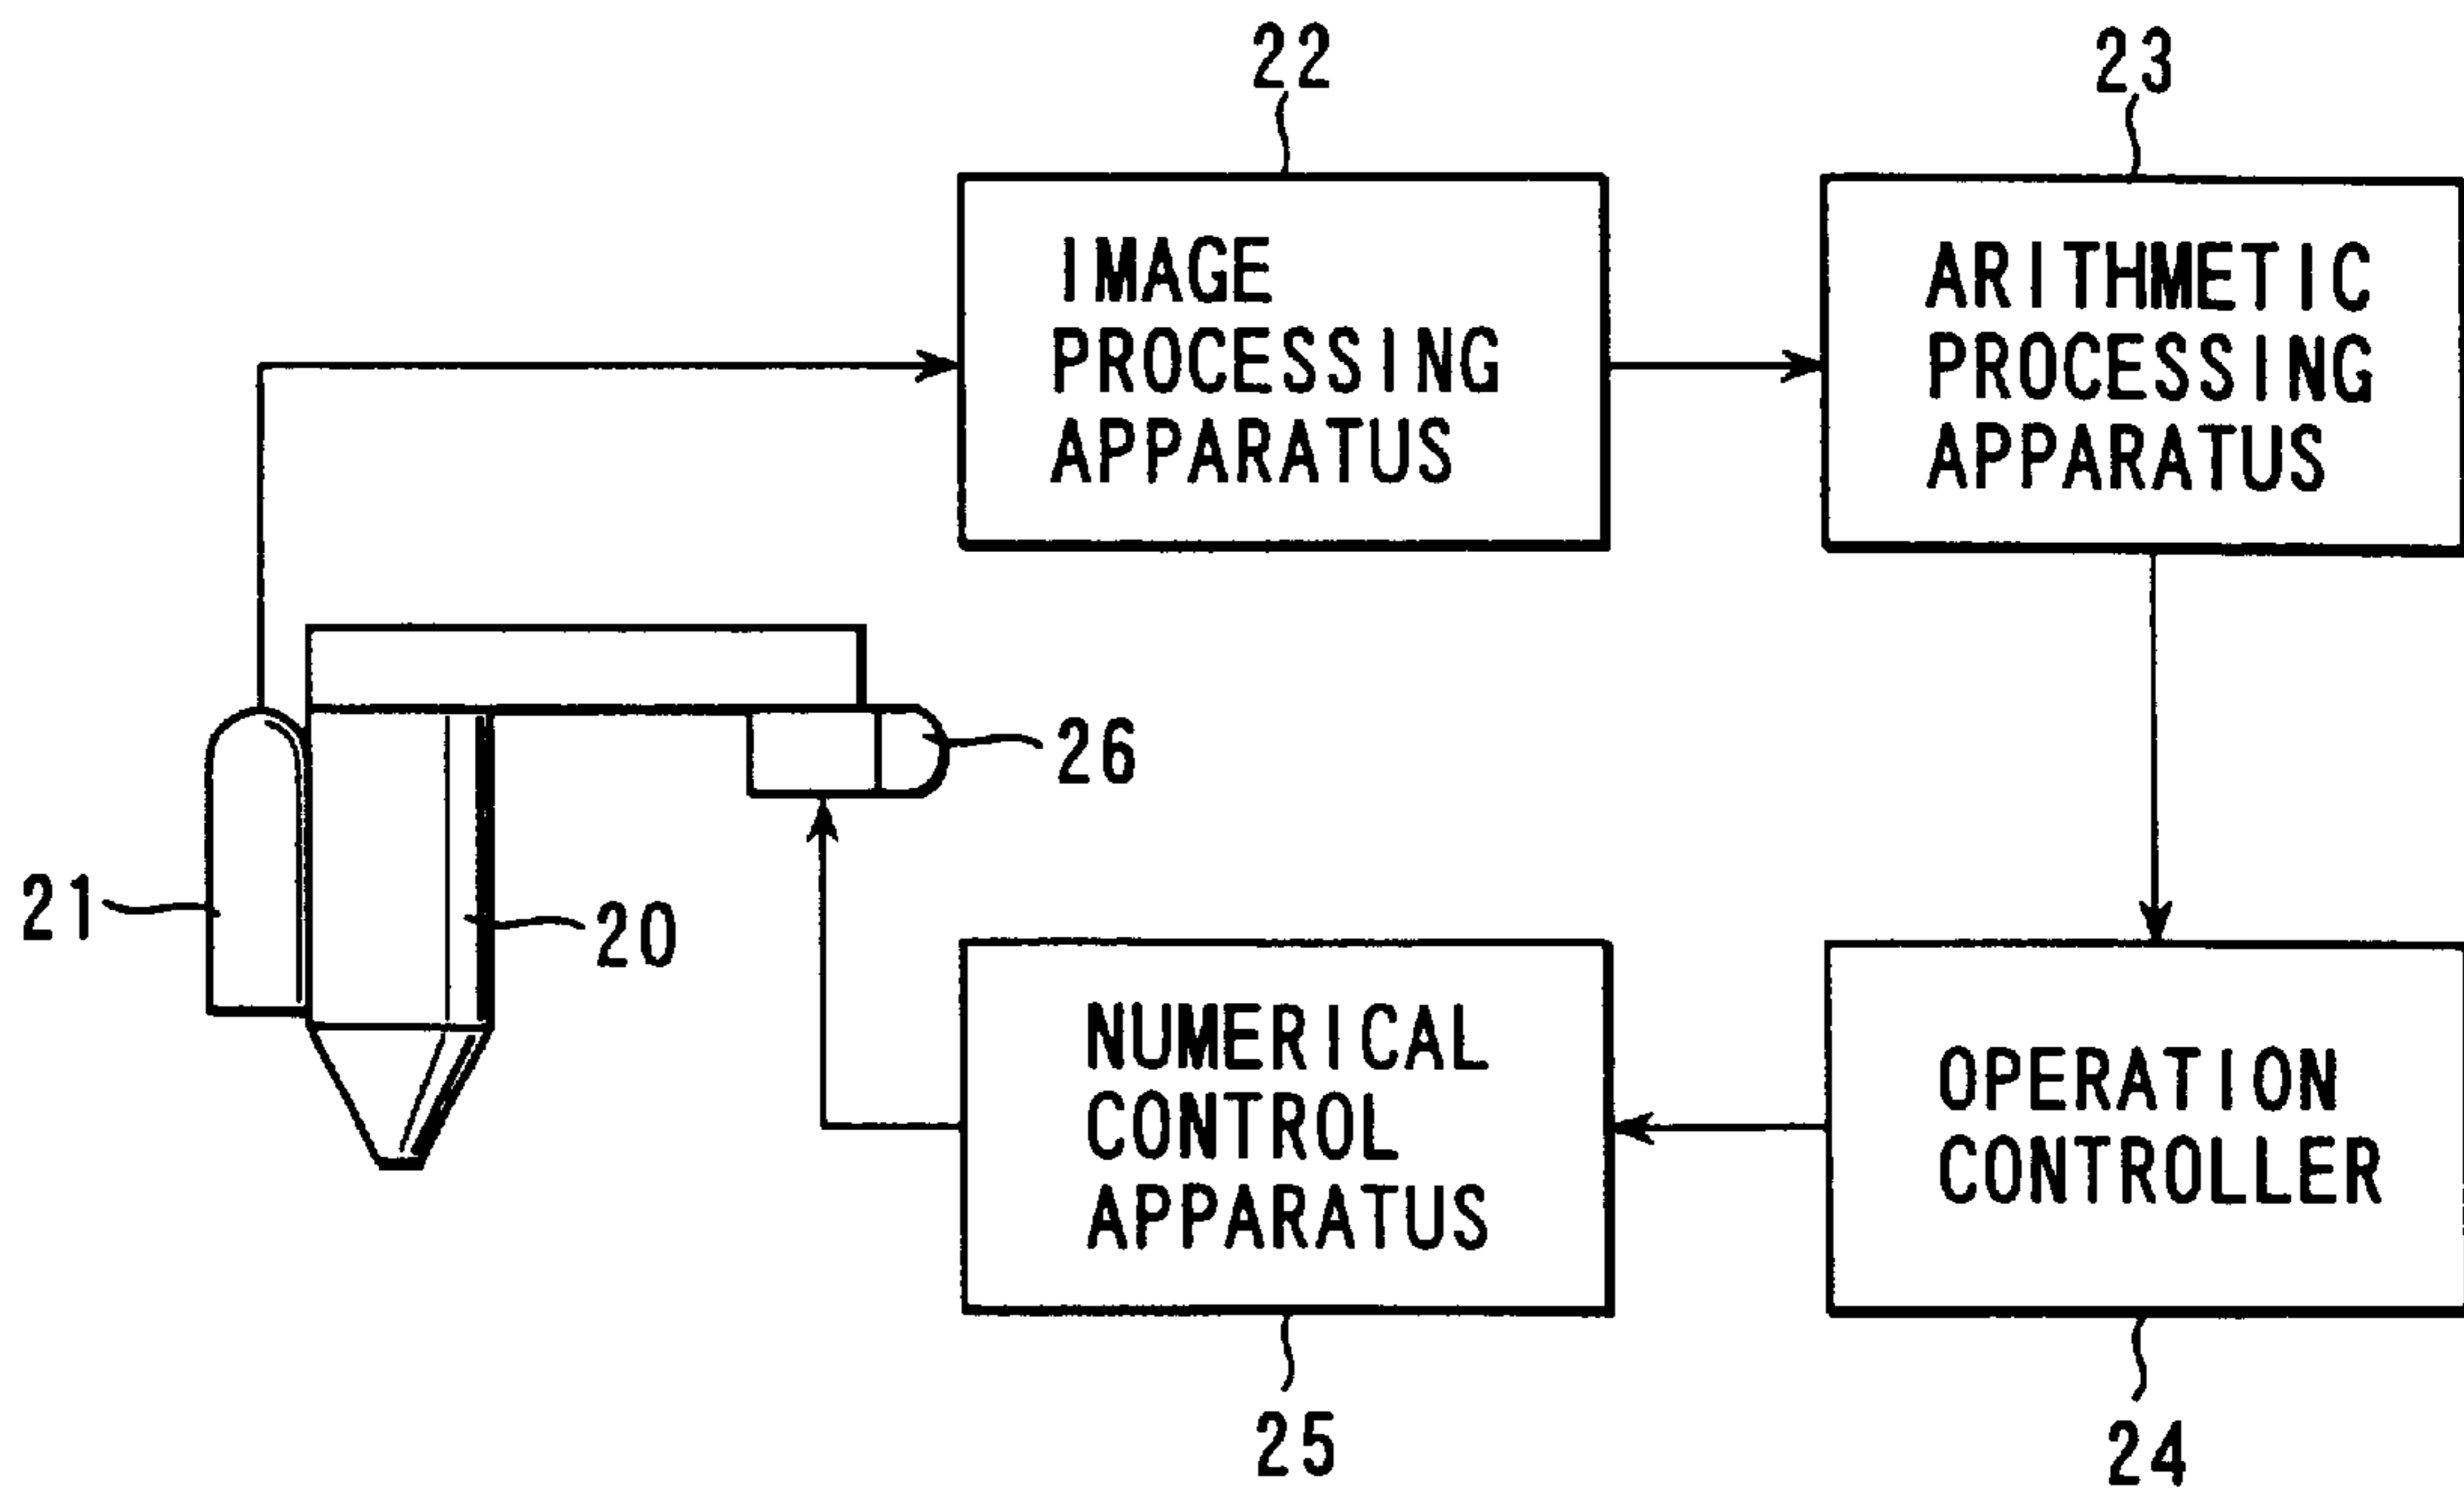 22
23
IMAGE
PROCESSING
APPARATUS
ARITHMETIC
PROCESSING
APPARATUS
26
21
20
NUMERICAL
CONTROL
APPARATUS
OPERATION
CONTROLLER
25
24